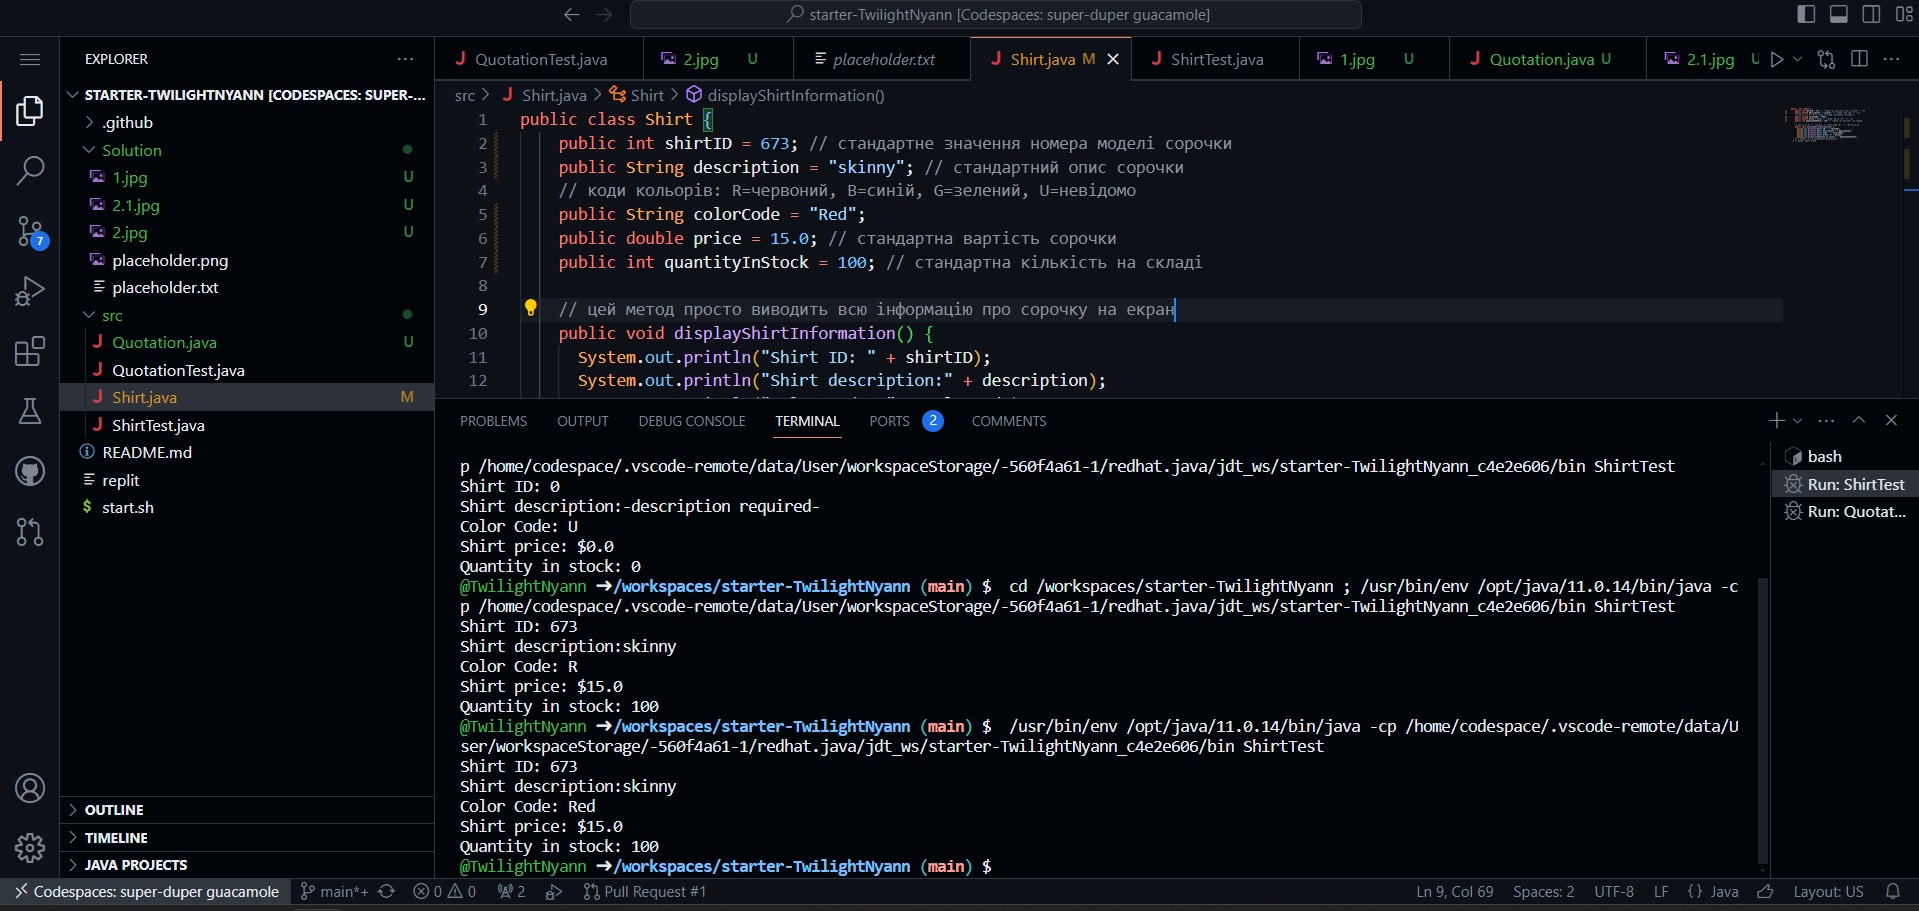 starter-TwilightNyann [Codespaces: super-duper guacamole]
EXPLORER
STARTER-TWILIGHTNYANN [CODESPACES: SUPER-...
.github
Solution
1.jpg U
2.1.jpg U
2.jpg U
placeholder.png
placeholder.txt
src
Quotation.java U
QuotationTest.java
Shirt.java M
ShirtTest.java
README.md
replit
$ start.sh
OUTLINE
TIMELINE
JAVA PROJECTS
7
QuotationTest.java
2.jpg U
placeholder.txt
Shirt.java M
ShirtTest.java
1.jpg U
Quotation.java U
2.1.jpg U
src > Shirt.java > Shirt > displayShirtInformation()
1 public class Shirt {
2 public int shirtID = 673; // стандартне значення номера моделі сорочки
3 public String description = "skinny"; // стандартний опис сорочки
4 // коди кольорів: R=червоний, B=синій, G=зелений, U=невідомо
5 public String colorCode = "Red";
6 public double price = 15.0; // стандартна вартість сорочки
7 public int quantityInStock = 100; // стандартна кількість на складі
8
9 // цей метод просто виводить всю інформацію про сорочку на екран
10 public void displayShirtInformation() {
11 System.out.println("Shirt ID: " + shirtID);
12 System.out.println("Shirt description:" + description);
PROBLEMS OUTPUT DEBUG CONSOLE TERMINAL PORTS 2 COMMENTS
p /home/codespace/.vscode-remote/data/User/workspaceStorage/-560f4a61-1/redhat.java/jdt_ws/starter-TwilightNyann_c4e2e606/bin ShirtTest
Shirt ID: 0
Shirt description:-description required-
Color Code: U
Shirt price: $0.0
Quantity in stock: 0
@TwilightNyann ➜/workspaces/starter-TwilightNyann (main) $  cd /workspaces/starter-TwilightNyann ; /usr/bin/env /opt/java/11.0.14/bin/java -c
p /home/codespace/.vscode-remote/data/User/workspaceStorage/-560f4a61-1/redhat.java/jdt_ws/starter-TwilightNyann_c4e2e606/bin ShirtTest
Shirt ID: 673
Shirt description:skinny
Color Code: R
Shirt price: $15.0
Quantity in stock: 100
@TwilightNyann ➜/workspaces/starter-TwilightNyann (main) $  /usr/bin/env /opt/java/11.0.14/bin/java -cp /home/codespace/.vscode-remote/data/U
ser/workspaceStorage/-560f4a61-1/redhat.java/jdt_ws/starter-TwilightNyann_c4e2e606/bin ShirtTest
Shirt ID: 673
Shirt description:skinny
Color Code: Red
Shirt price: $15.0
Quantity in stock: 100
@TwilightNyann ➜/workspaces/starter-TwilightNyann (main) $
bash
Run: ShirtTest
Run: Quotat...
Codespaces: super-duper guacamole main*+ 0 0 2 Pull Request #1 Ln 9, Col 69 Spaces: 2 UTF-8 LF {} Java Layout: US